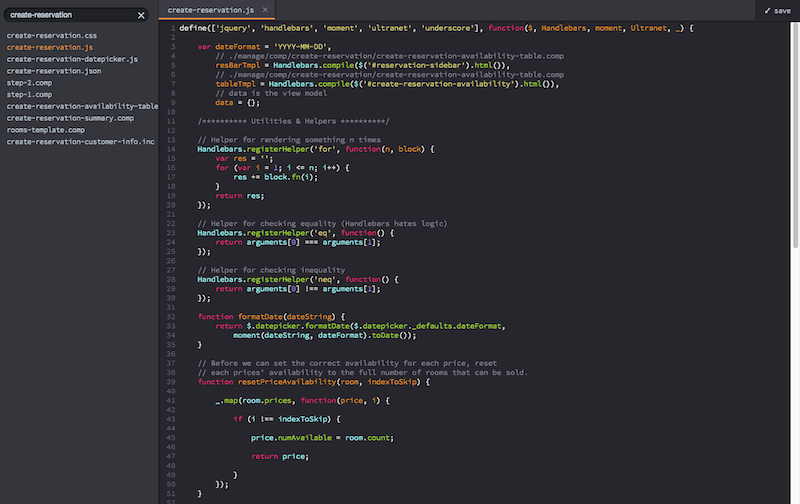 create-reservation
create-reservation.css
create-reservation.js
create-reservation-datepicker.js
create-reservation.json
step-2.comp
step-1.comp
create-reservation-availability-table
create-reservation-summary.comp
rooms-template.comp
create-reservation-customer-info.inc
create-reservation.js ×
✓ save
1 define(['jquery', 'handlebars', 'moment', 'ultranet', 'underscore'], function($, Handlebars, moment, Ultranet, _) {
2
3     var dateFormat = 'YYYY-MM-DD',
4         // ./manage/comp/create-reservation/create-reservation-availability-table.comp
5         resBarTmpl = Handlebars.compile($('#reservation-sidebar').html()),
6         // ./manage/comp/create-reservation/create-reservation-availability-table.comp
7         tableTmpl = Handlebars.compile($('#create-reservation-availability').html()),
8         // data is the view model
9         data = {};
10
11     /********** Utilities & Helpers **********/
12
13     // Helper for rendering something n times
14     Handlebars.registerHelper('for', function(n, block) {
15         var res = '';
16         for (var i = 1; i <= n; i++) {
17             res += block.fn(i);
18         }
19         return res;
20     });
21
22     // Helper for checking equality (Handlebars hates logic)
23     Handlebars.registerHelper('eq', function() {
24         return arguments[0] === arguments[1];
25     });
26
27     // Helper for checking inequality
28     Handlebars.registerHelper('neq', function() {
29         return arguments[0] !== arguments[1];
30     });
31
32     function formatDate(dateString) {
33         return $.datepicker.formatDate($.datepicker._defaults.dateFormat,
34             moment(dateString, dateFormat).toDate());
35     }
36
37     // Before we can set the correct availability for each price, reset
38     // each prices' availability to the full number of rooms that can be sold.
39     function resetPriceAvailability(room, indexToSkip) {
40
41         _.map(room.prices, function(price, i) {
42
43             if (i !== indexToSkip) {
44
45                 price.numAvailable = room.count;
46
47                 return price;
48
49             }
50         });
51     }
52